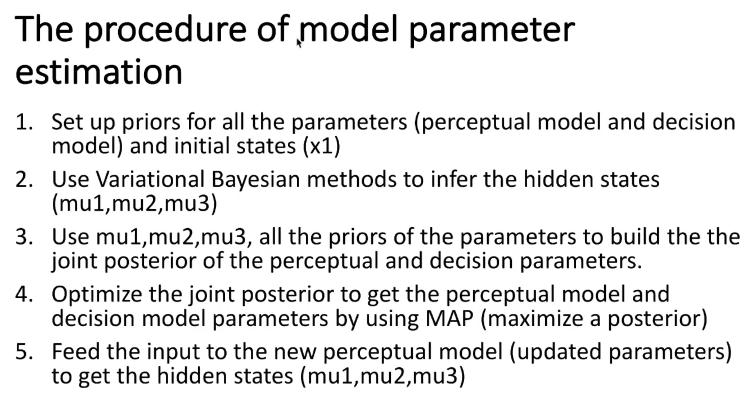 The procedure of model parameter
estimation
1. Set up priors for all the parameters (perceptual model and decision
model) and initial states (x1)
2. Use Variational Bayesian methods to infer the hidden states
(mu1,mu2,mu3)
3. Use mu1,mu2,mu3, all the priors of the parameters to build the the
joint posterior of the perceptual and decision parameters.
4. Optimize the joint posterior to get the perceptual model and
decision model parameters by using MAP (maximize a posterior)
5. Feed the input to the new perceptual model (updated parameters)
to get the hidden states (mu1,mu2,mu3)